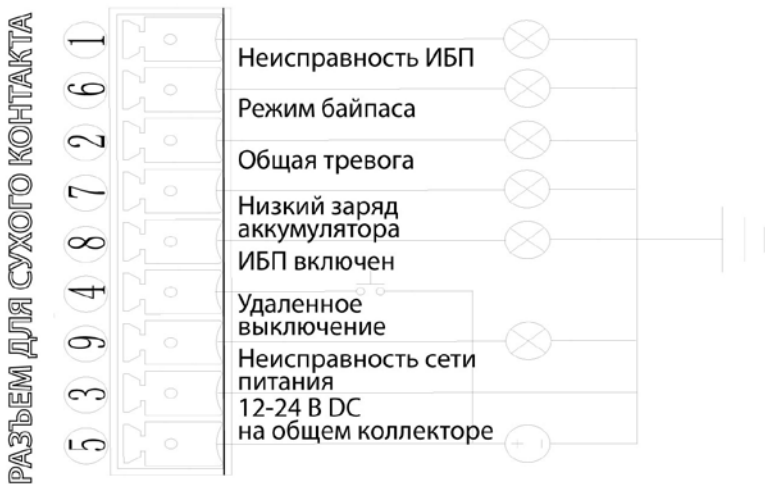 РАЗЪЕМ ДЛЯ СУХОГО КОНТАКТА
1
Неисправность ИБП
6
Режим байпаса
2
Общая тревога
7
Низкий заряд
аккумулятора
8
ИБП включен
4
Удаленное
выключение
9
Неисправность сети
питания
3
12-24 В DC
на общем коллекторе
5
+ -